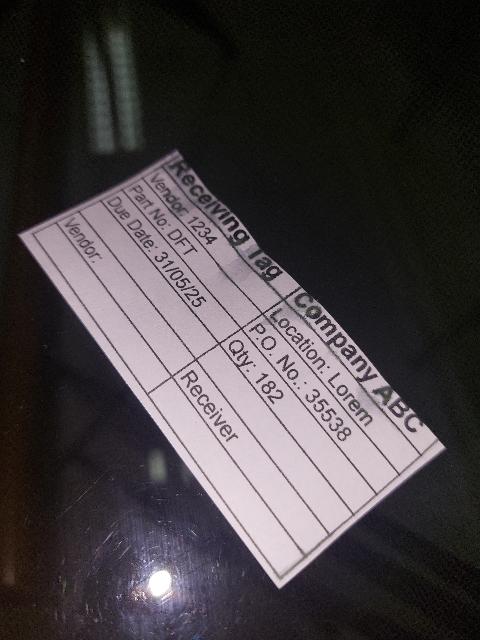 Receiving Tag Company ABC
Vendor: 1234 Location: Lorem
Part No: DFT P.O. No.: 35538
Due Date: 31/05/25 Qty: 182
Vendor: Receiver